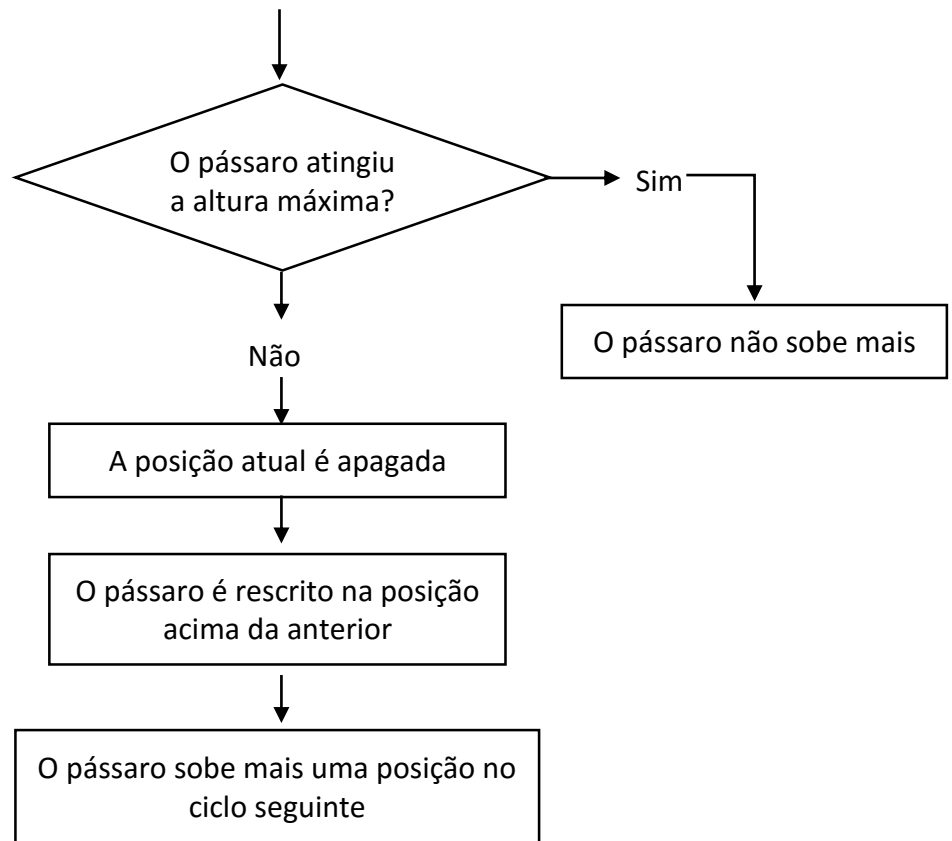 O pássaro atingiu
a altura máxima?
Sim
O pássaro não sobe mais
Não
A posição atual é apagada
O pássaro é rescrito na posição
acima da anterior
O pássaro sobe mais uma posição no
ciclo seguinte